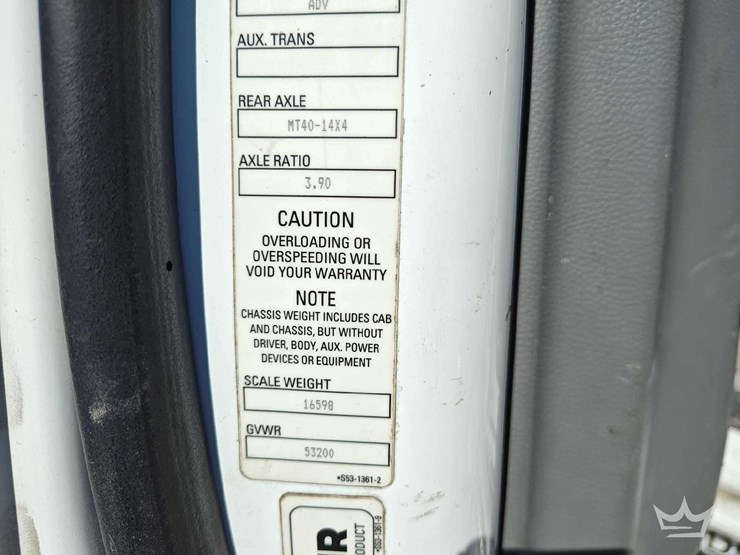 ADV
AUX. TRANS
REAR AXLE
MT40-14X4
AXLE RATIO
3.90
CAUTION
OVERLOADING OR
OVERSPEEDING WILL
VOID YOUR WARRANTY
NOTE
CHASSIS WEIGHT INCLUDES CAB
AND CHASSIS, BUT WITHOUT
DRIVER, BODY, AUX. POWER
DEVICES OR EQUIPMENT
SCALE WEIGHT
16598
GVWR
53200
*S53-1361-2